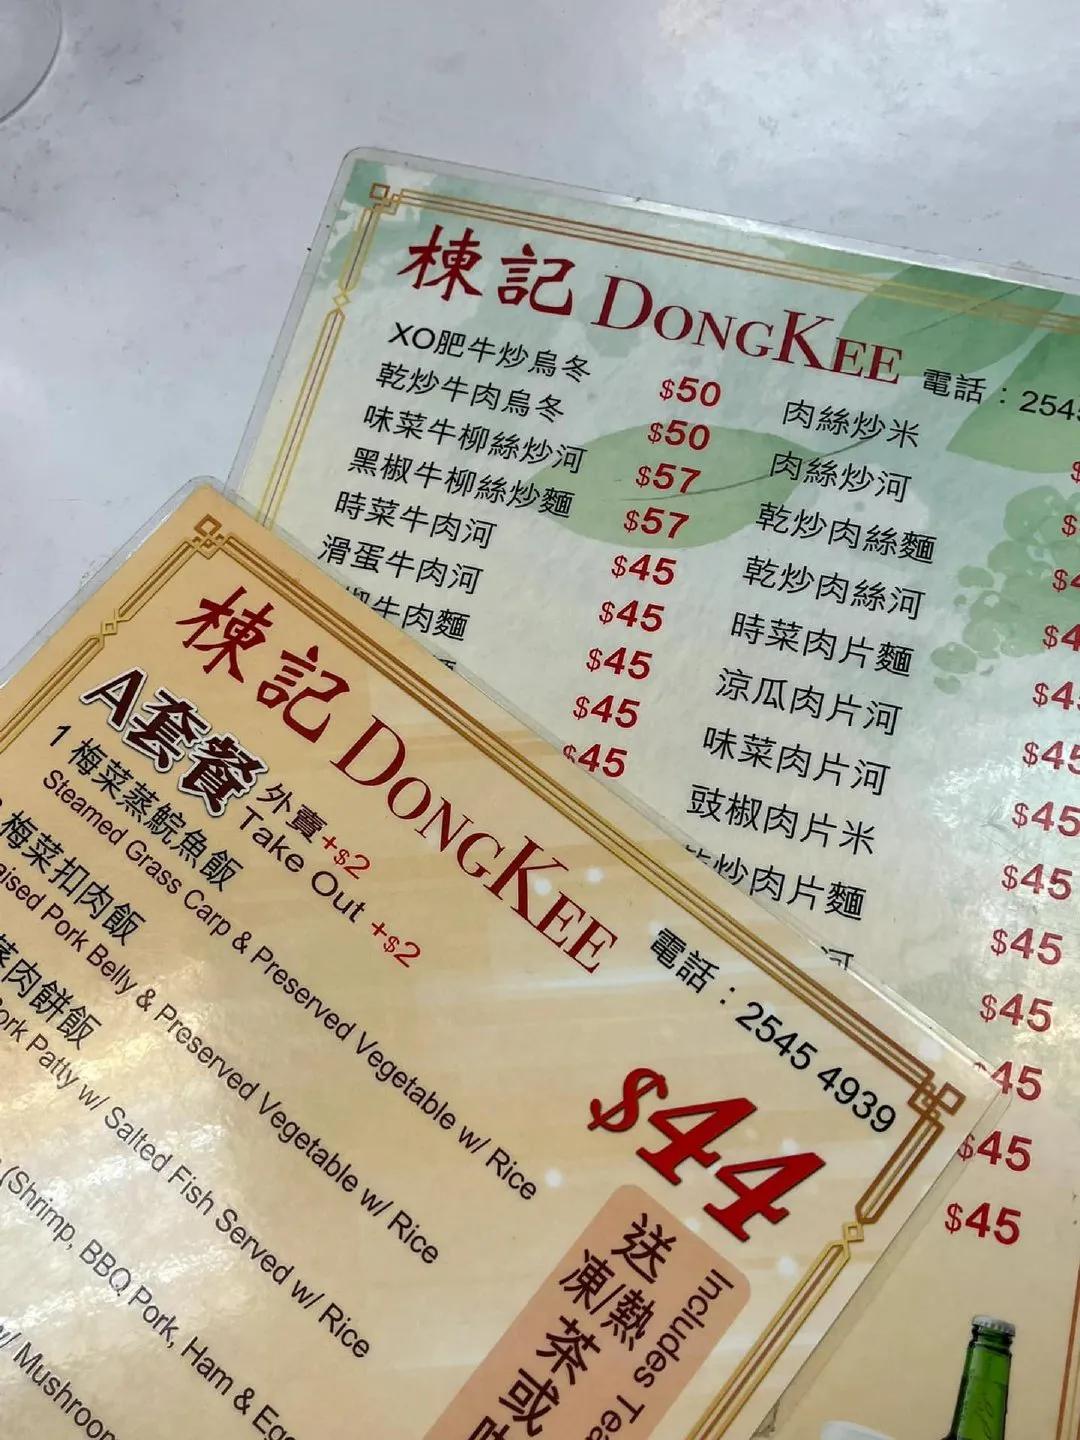 棟記 DONGKEE
電話：254
XO肥牛炒烏冬 $50
乾炒牛肉烏冬 $50
味菜牛柳絲炒河 $57
黑椒牛柳絲炒麵 $57
時菜牛肉河 $45
滑蛋牛肉河 $45
牛肉麵 $45
$45
$45
肉絲炒米
肉絲炒河
乾炒肉絲麵
乾炒肉絲河
時菜肉片麵
涼瓜肉片河
味菜肉片河
豉椒肉片米
炒肉片麵
河
$45
$45
$45
$45
$45
$45
$45
$45
棟記 DONGKEE
電話：2545 4939
A套餐 外賣+$2
Take Out +$2
1 梅菜蒸鯇魚飯
Steamed Grass Carp & Preserved Vegetable w/ Rice
梅菜扣肉飯
Pork Belly & Preserved Vegetable w/ Rice
肉餅飯
Patty w/ Salted Fish Served w/ Rice
(Shrimp, BBQ Pork, Ham &
w/
$44
送熱茶或
凍/
Includes